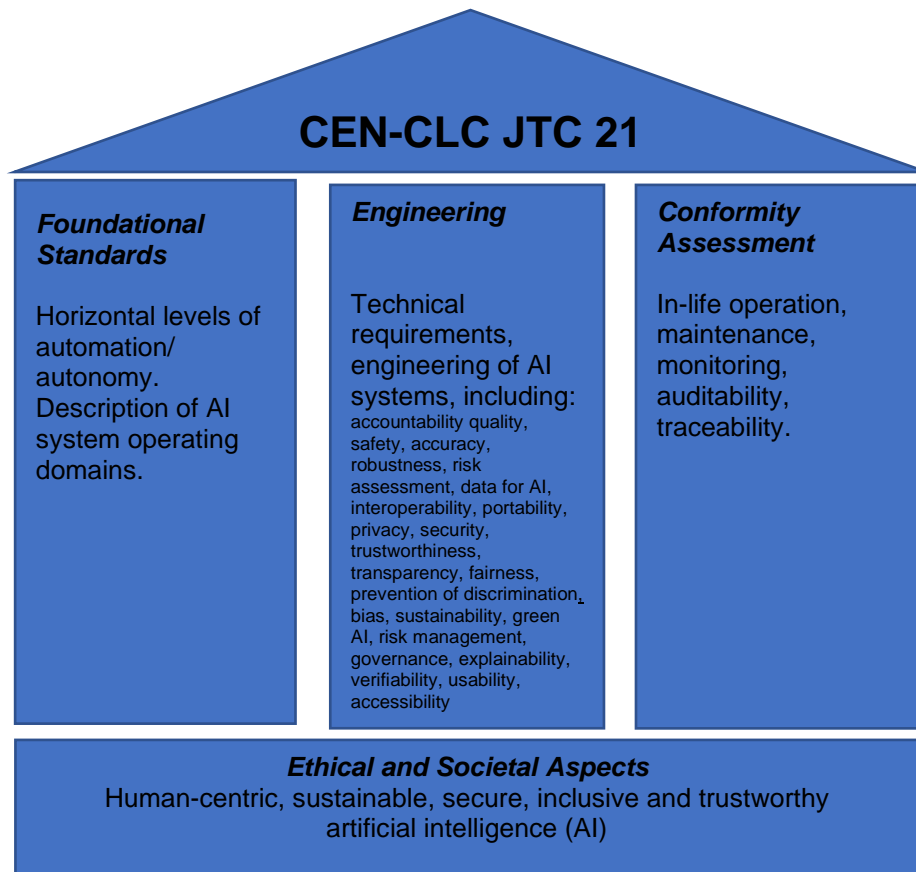 CEN-CLC JTC 21
Foundational
Standards
Horizontal levels of
automation/
autonomy.
Description of AI
system operating
domains.
Engineering
Technical
requirements,
engineering of AI
systems, including:
accountability quality,
safety, accuracy,
robustness, risk
assessment, data for AI,
interoperability, portability,
privacy, security,
trustworthiness,
transparency, fairness,
prevention of discrimination,
bias, sustainability, green
AI, risk management,
governance, explainability,
verifiability, usability,
accessibility
Conformity
Assessment
In-life operation,
maintenance,
monitoring,
auditability,
traceability.
Ethical and Societal Aspects
Human-centric, sustainable, secure, inclusive and trustworthy
artificial intelligence (AI)